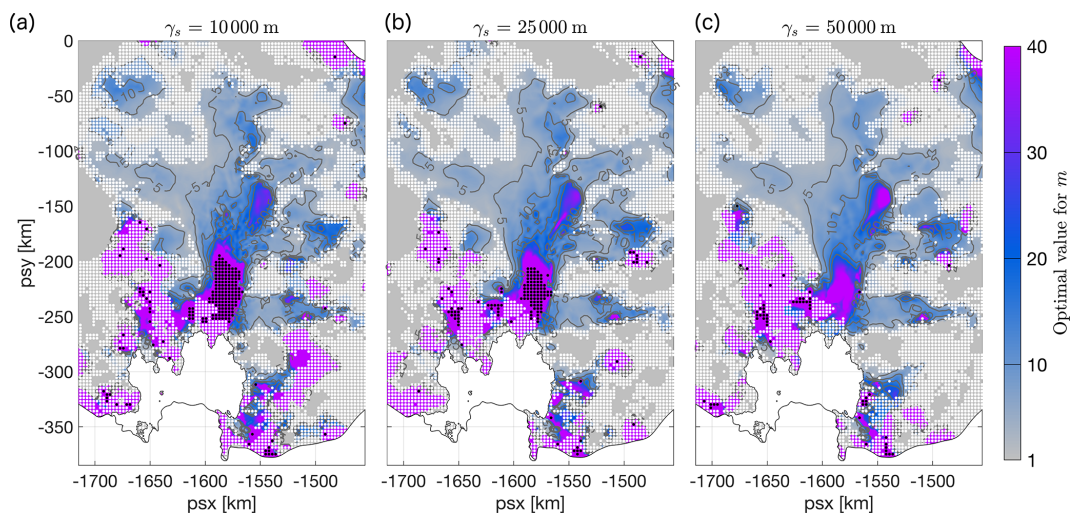 (a) γs = 10 000 m (b) γs = 25 000 m (c) γs = 50 000 m
0
-50
-100
-150
-200
-250
-300
-350
psy [km]
-1700 -1650 -1600 -1550 -1500
psx [km]
-1700 -1650 -1600 -1550 -1500
psx [km]
-1700 -1650 -1600 -1550 -1500
psx [km]
40
30
20
10
1
Optimal value for m